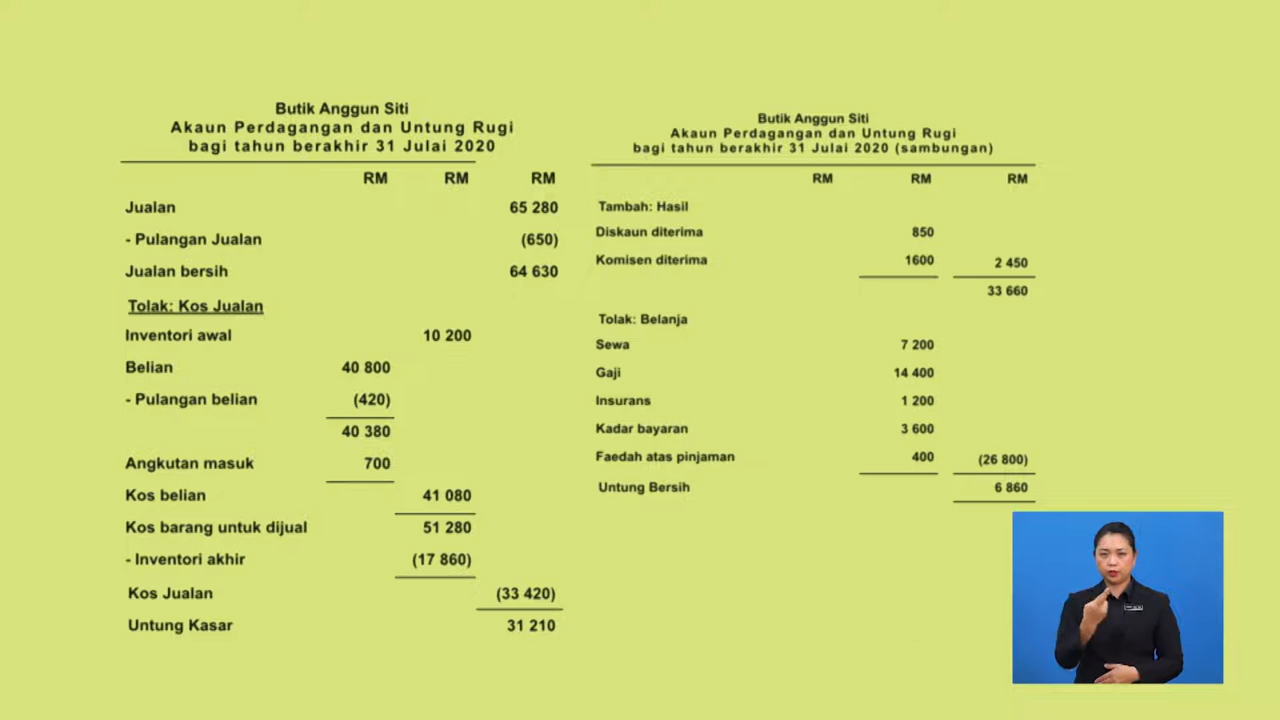 Butik Anggun Siti
Akaun Perdagangan dan Untung Rugi
bagi tahun berakhir 31 Julai 2020
RM RM RM
Jualan 65 280
- Pulangan Jualan (650)
Jualan bersih 64 630
Tolak: Kos Jualan
Inventori awal 10 200
Belian 40 800
- Pulangan belian (420)
40 380
Angkutan masuk 700
Kos belian 41 080
Kos barang untuk dijual 51 280
- Inventori akhir (17 860)
Kos Jualan (33 420)
Untung Kasar 31 210
Butik Anggun Siti
Akaun Perdagangan dan Untung Rugi
bagi tahun berakhir 31 Julai 2020 (sambungan)
RM RM RM
Tambah: Hasil
Diskaun diterima 850
Komisen diterima 1600 2 450
33 660
Tolak: Belanja
Sewa 7 200
Gaji 14 400
Insurans 1 200
Kadar bayaran 3 600
Faedah atas pinjaman 400 (26 800)
Untung Bersih 6 860